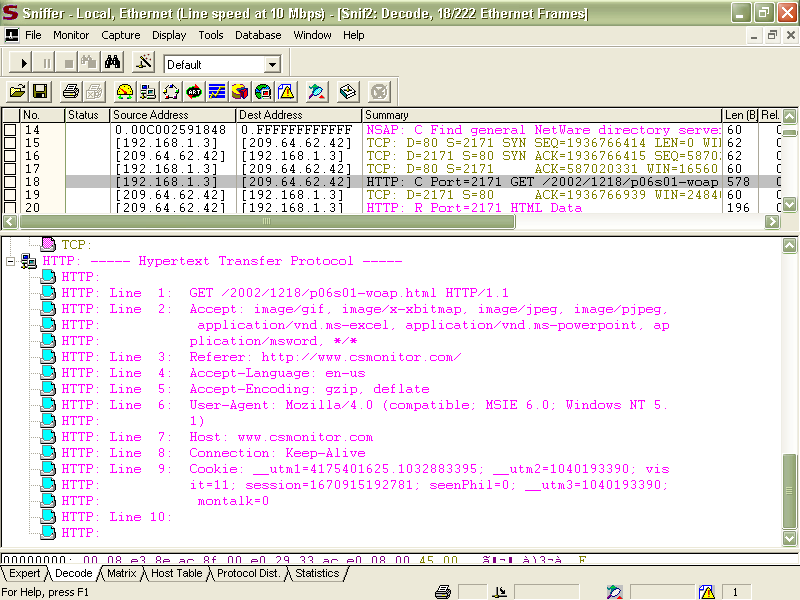 Sniffer - Local, Ethernet (Line speed at 10 Mbps) - [Snif2: Decode, 18/222 Ethernet Frames]
File Monitor Capture Display Tools Database Window Help
Default
No. Status Source Address Dest Address Summary Len (B) Rel.
14 0.00C002591848 0.FFFFFFFFFFFF NSAP: C Find general NetWare directory serve 60 0
15 [192.168.1.3] [209.64.62.42] TCP: D=80 S=2171 SYN SEQ=1936766414 LEN=0 WI 62 0
16 [209.64.62.42] [192.168.1.3] TCP: D=2171 S=80 SYN ACK=1936766415 SEQ=5870 62 0
17 [192.168.1.3] [209.64.62.42] TCP: D=80 S=2171 ACK=587020331 WIN=16560 60 0
18 [192.168.1.3] [209.64.62.42] HTTP: C Port=2171 GET /2002/1218/p06s01-woap 578 0
19 [209.64.62.42] [192.168.1.3] TCP: D=2171 S=80 ACK=1936766939 WIN=2484 60 0
20 [209.64.62.42] [192.168.1.3] HTTP: R Port=2171 HTML Data 196 0
TCP:
HTTP: ----- Hypertext Transfer Protocol -----
HTTP:
HTTP: Line 1: GET /2002/1218/p06s01-woap.html HTTP/1.1
HTTP: Line 2: Accept: image/gif, image/x-xbitmap, image/jpeg, image/pjpeg,
HTTP: application/vnd.ms-excel, application/vnd.ms-powerpoint, ap
HTTP: plication/msword, */*
HTTP: Line 3: Referer: http://www.csmonitor.com/
HTTP: Line 4: Accept-Language: en-us
HTTP: Line 5: Accept-Encoding: gzip, deflate
HTTP: Line 6: User-Agent: Mozilla/4.0 (compatible; MSIE 6.0; Windows NT 5.
HTTP: 1)
HTTP: Line 7: Host: www.csmonitor.com
HTTP: Line 8: Connection: Keep-Alive
HTTP: Line 9: Cookie: __utm1=4175401625.1032883395; __utm2=1040193390; vis
HTTP: it=11; session=1670915192781; seenPhil=0; __utm3=1040193390;
HTTP: montalk=0
HTTP: Line 10:
HTTP:
00000000: 00 08 e3 8e ac 8f 00 e0 29 33 ac e0 08 00 45 00
Expert Decode Matrix Host Table Protocol Dist. Statistics
For Help, press F1
1